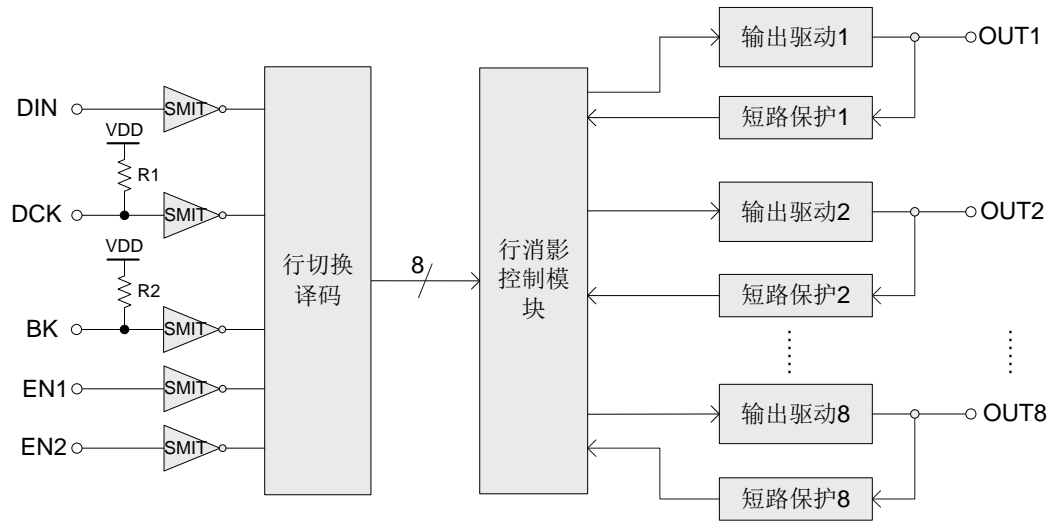 DIN
SMIT
VDD
R1
DCK
SMIT
VDD
R2
BK
SMIT
EN1
SMIT
EN2
SMIT
行切换
译码
8
行消影
控制模
块
输出驱动1
OUT1
短路保护1
输出驱动2
OUT2
短路保护2
输出驱动8
OUT8
短路保护8